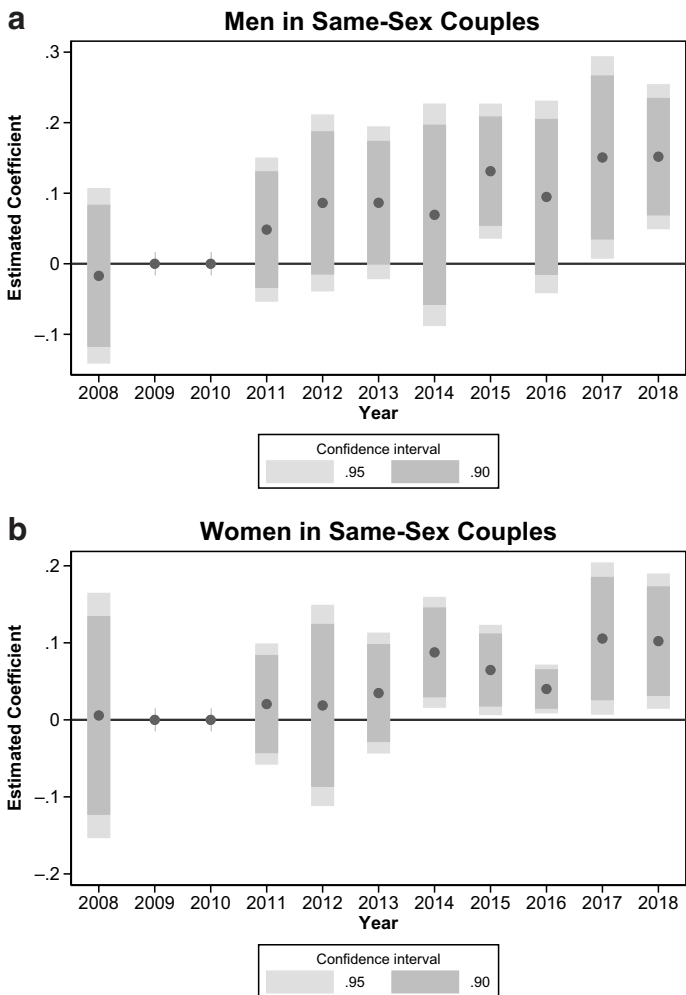 a
Men in Same-Sex Couples
Estimated Coefficient
.3
.2
.1
0
–.1
2008 2009 2010 2011 2012 2013 2014 2015 2016 2017 2018
Year
Confidence interval
.95 .90
b
Women in Same-Sex Couples
Estimated Coefficient
.2
.1
0
–.1
–.2
2008 2009 2010 2011 2012 2013 2014 2015 2016 2017 2018
Year
Confidence interval
.95 .90